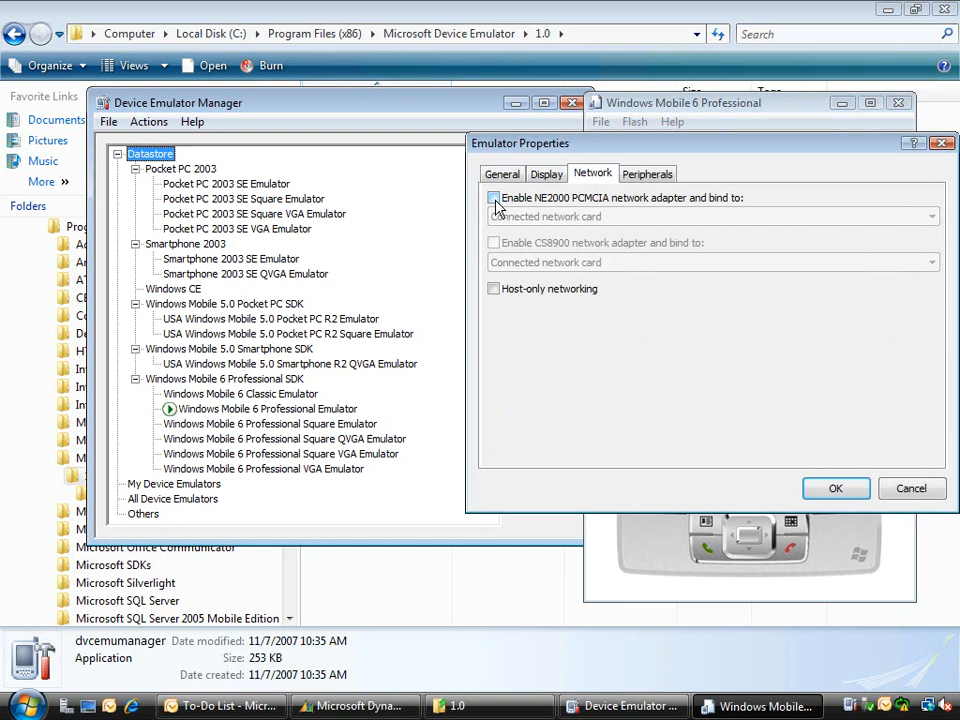 Computer
Local Disk (C:)
Program Files (x86)
Microsoft Device Emulator
1.0
Search
Organize
Views
Open
Burn
Favorite Links
Documents
Pictures
Music
More »
Folders
Size
Tags
Device Emulator Manager
File
Actions
Help
Datastore
Pocket PC 2003
Pocket PC 2003 SE Emulator
Pocket PC 2003 SE Square Emulator
Pocket PC 2003 SE Square VGA Emulator
Pocket PC 2003 SE VGA Emulator
Smartphone 2003
Smartphone 2003 SE Emulator
Smartphone 2003 SE QVGA Emulator
Windows CE
Windows Mobile 5.0 Pocket PC SDK
USA Windows Mobile 5.0 Pocket PC R2 Emulator
USA Windows Mobile 5.0 Pocket PC R2 Square Emulator
Windows Mobile 5.0 Smartphone SDK
USA Windows Mobile 5.0 Smartphone R2 QVGA Emulator
Windows Mobile 6 Professional SDK
Windows Mobile 6 Classic Emulator
Windows Mobile 6 Professional Emulator
Windows Mobile 6 Professional Square Emulator
Windows Mobile 6 Professional Square QVGA Emulator
Windows Mobile 6 Professional Square VGA Emulator
Windows Mobile 6 Professional VGA Emulator
My Device Emulators
All Device Emulators
Others
Windows Mobile 6 Professional
File
Flash
Help
Emulator Properties
General
Display
Network
Peripherals
Enable NE2000 PCMCIA network adapter and bind to:
Connected network card
Enable CS8900 network adapter and bind to:
Connected network card
Host-only networking
OK
Cancel
Microsoft Office Communicator
Microsoft SDKs
Microsoft Silverlight
Microsoft SQL Server
Microsoft SQL Server 2005 Mobile Edition
dvcemumanager
Application
Date modified: 11/7/2007 10:35 AM
Size: 253 KB
Date created: 11/7/2007 10:35 AM
To-Do List - Micr...
Microsoft Dyna...
1.0
Device Emulator ...
Windows Mobile...